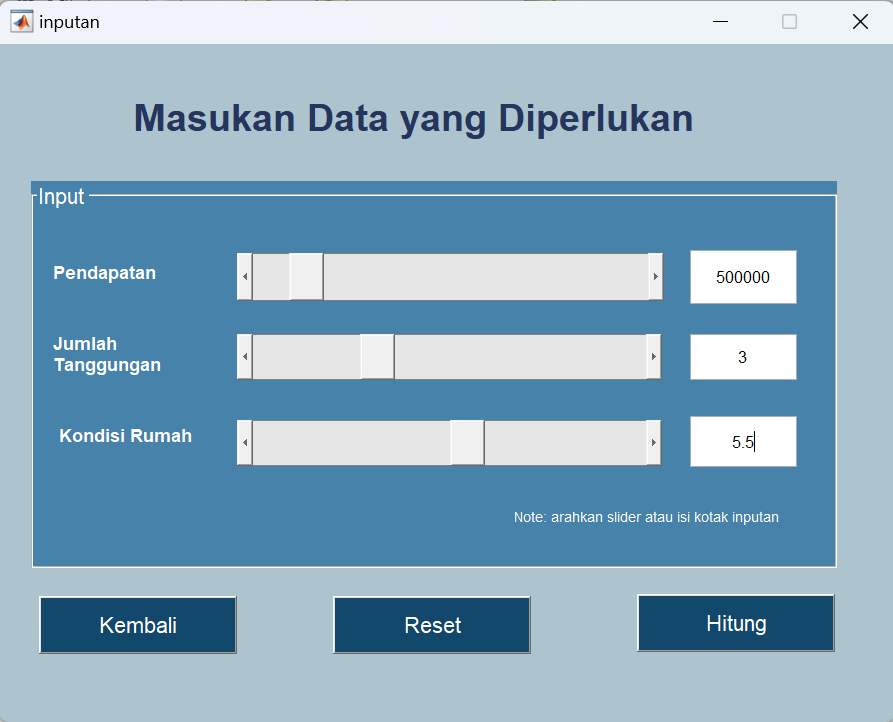 inputan
Masukan Data yang Diperlukan
Input
Pendapatan
500000
Jumlah
Tanggungan
3
Kondisi Rumah
5.5
Note: arahkan slider atau isi kotak inputan
Kembali
Reset
Hitung